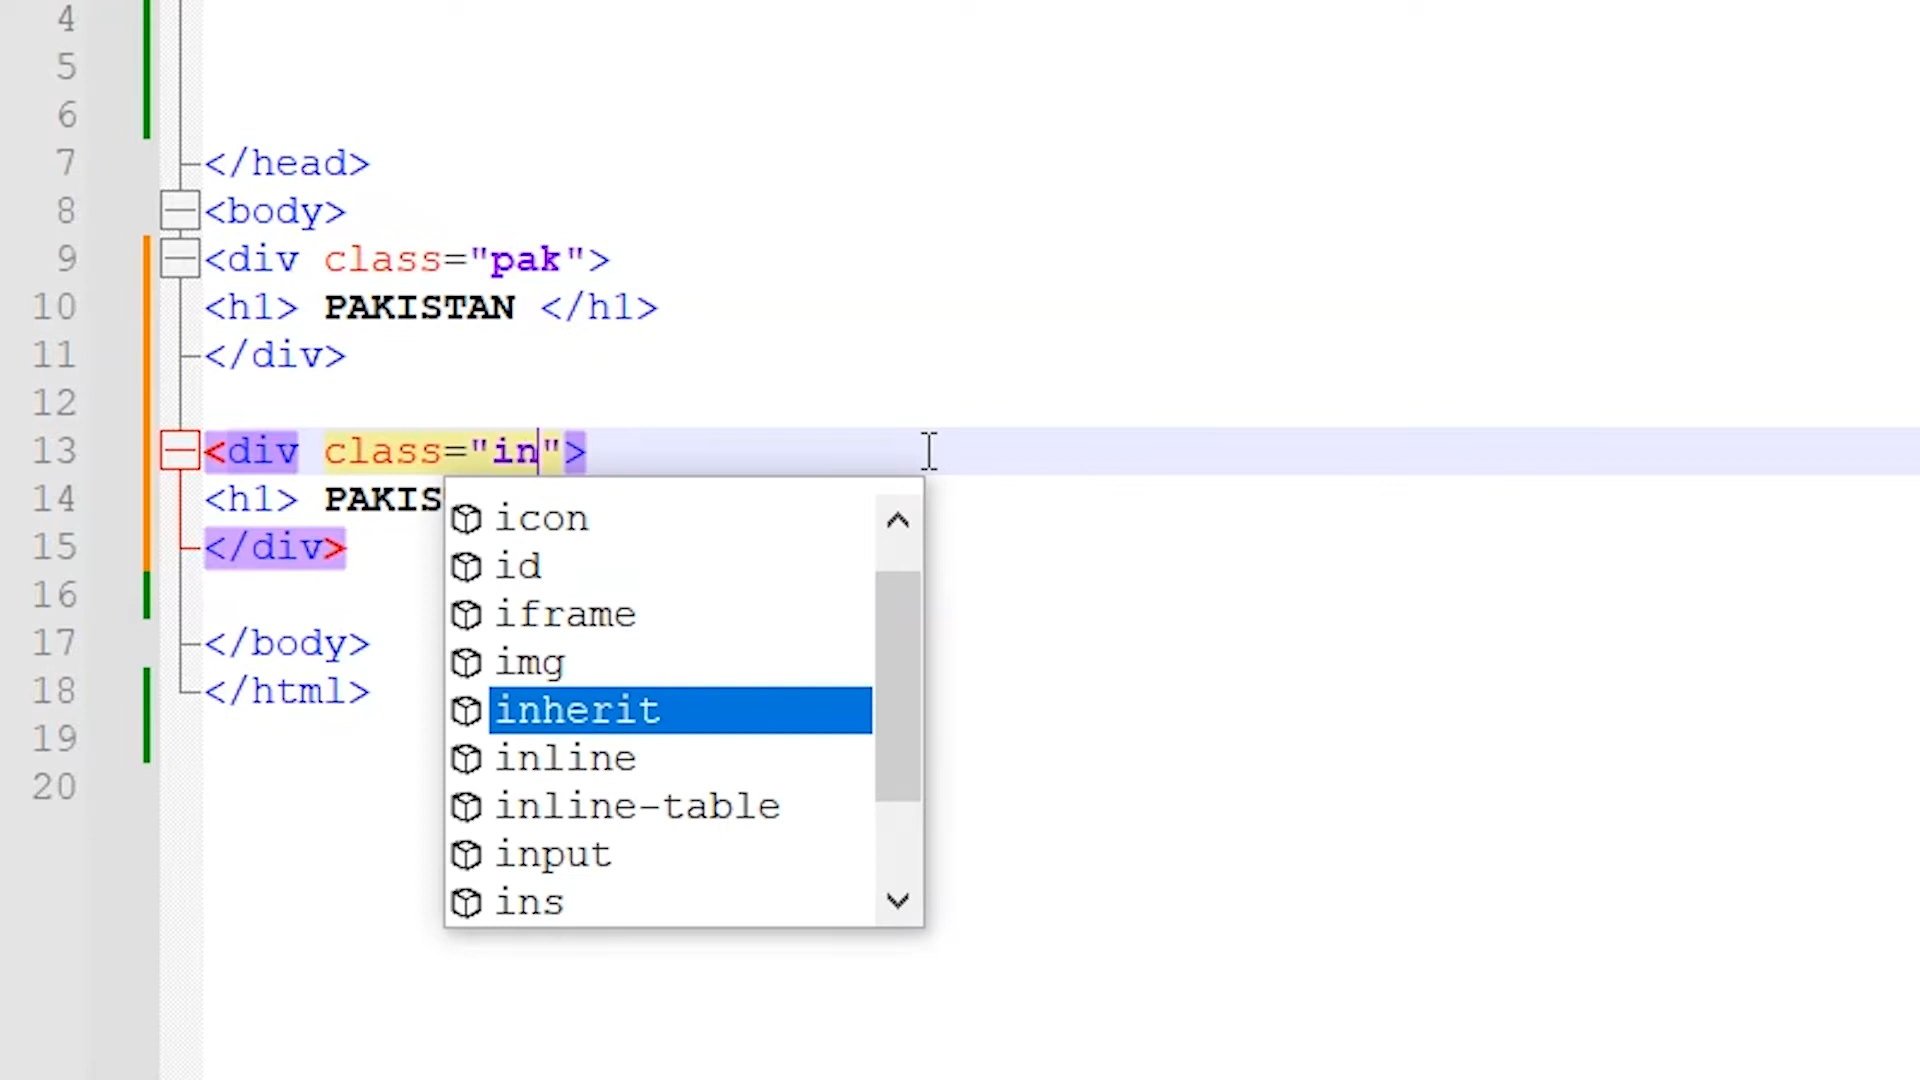 4
5
6
7 </head>
8 <body>
9 <div class="pak">
10 <h1> PAKISTAN </h1>
11 </div>
12
13 <div class="in">
14 <h1> PAKIS
15 </div>
16
17 </body>
18 </html>
19
20
icon
id
iframe
img
inherit
inline
inline-table
input
ins